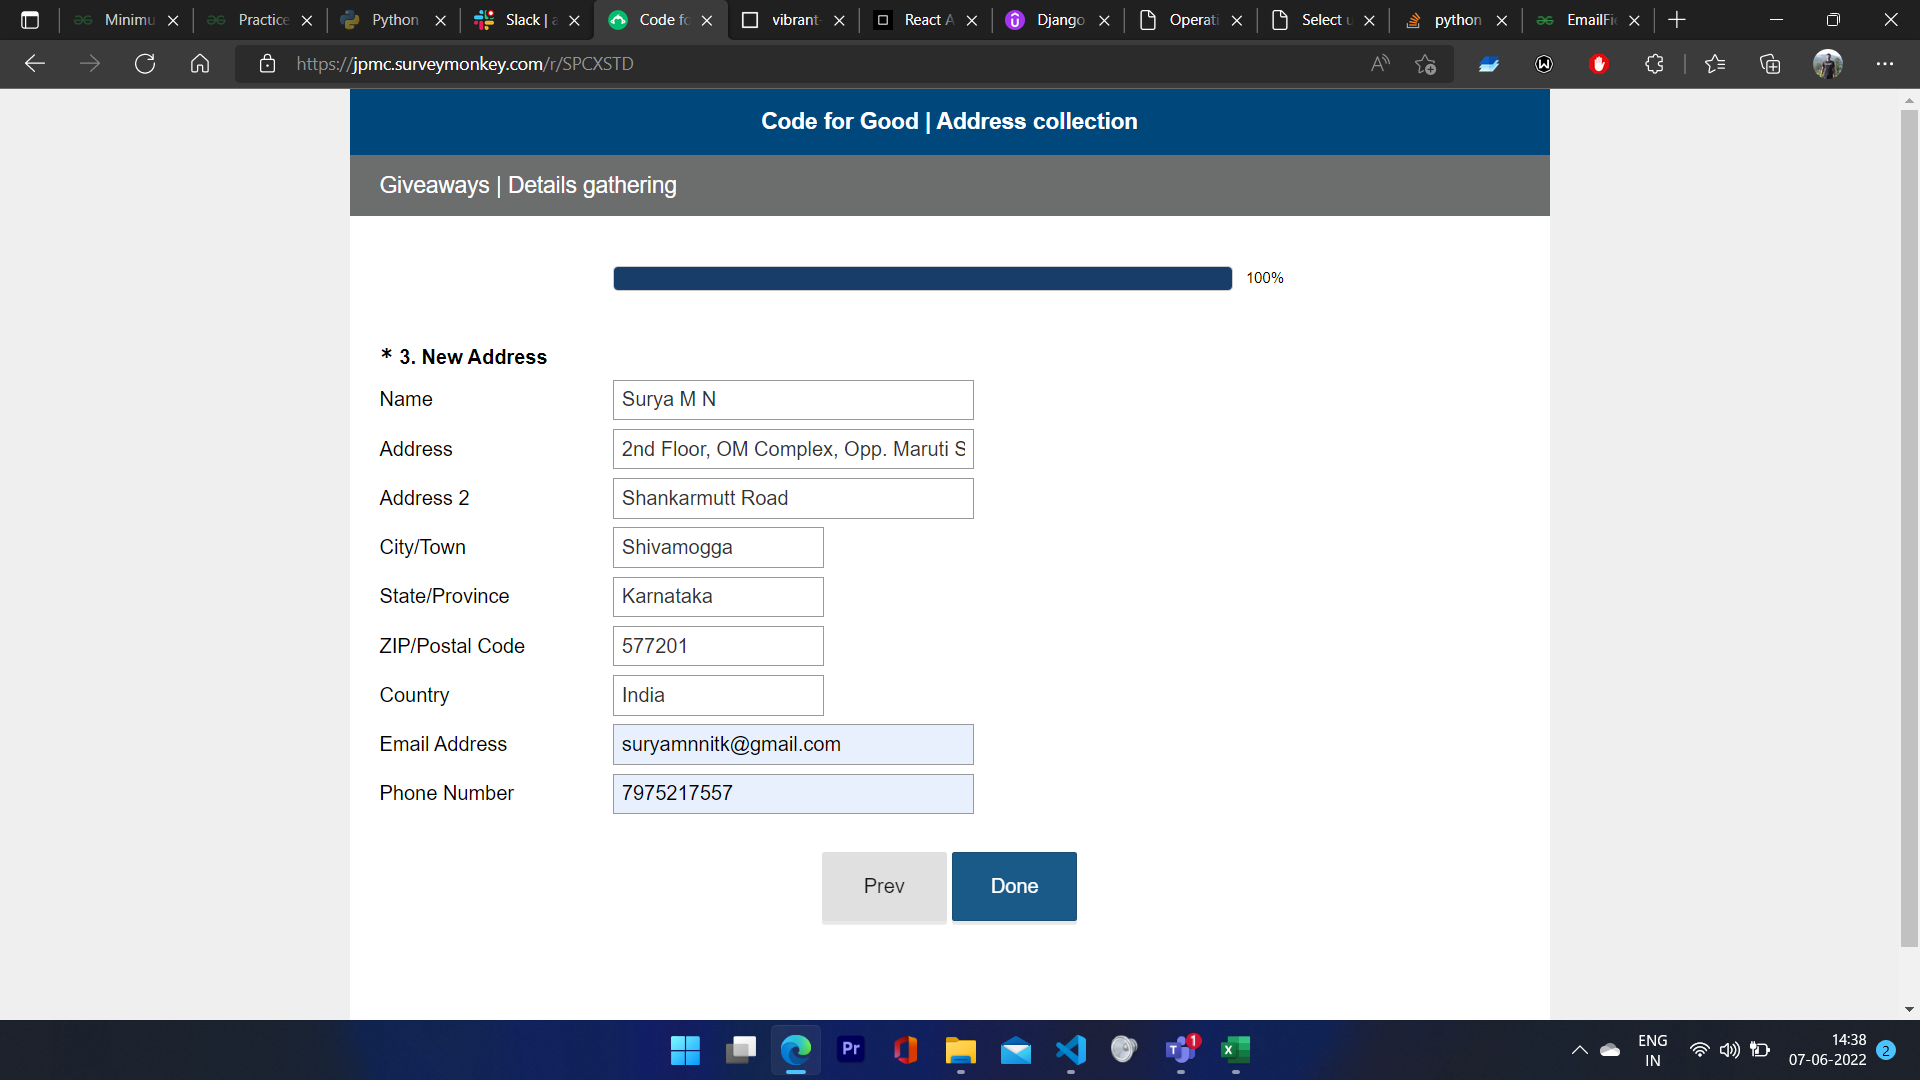 Minimu
Practice
Python
Slack | a
Code fo
vibrant-
React A
Django
Operati
Select u
python
EmailFi
https://jpmc.surveymonkey.com/r/SPCXSTD
Code for Good | Address collection
Giveaways | Details gathering
100%
* 3. New Address
Name Surya M N
Address 2nd Floor, OM Complex, Opp. Maruti S
Address 2 Shankarmutt Road
City/Town Shivamogga
State/Province Karnataka
ZIP/Postal Code 577201
Country India
Email Address suryamnnitk@gmail.com
Phone Number 7975217557
Prev Done
Pr
1
ENG
IN
14:38
07-06-2022
2